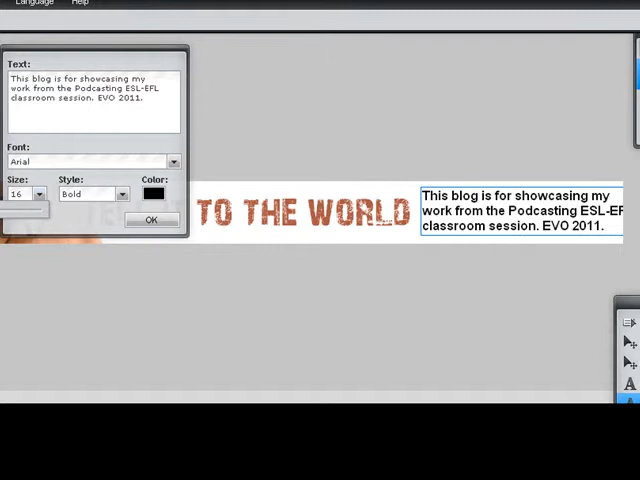 Language Help
Text:
This blog is for showcasing my
work from the Podcasting ESL-EFL
classroom session. EVO 2011.
Font:
Arial
Size: Style: Color:
16 Bold
OK
TO THE WORLD
This blog is for showcasing my
work from the Podcasting ESL-EF
classroom session. EVO 2011.
A